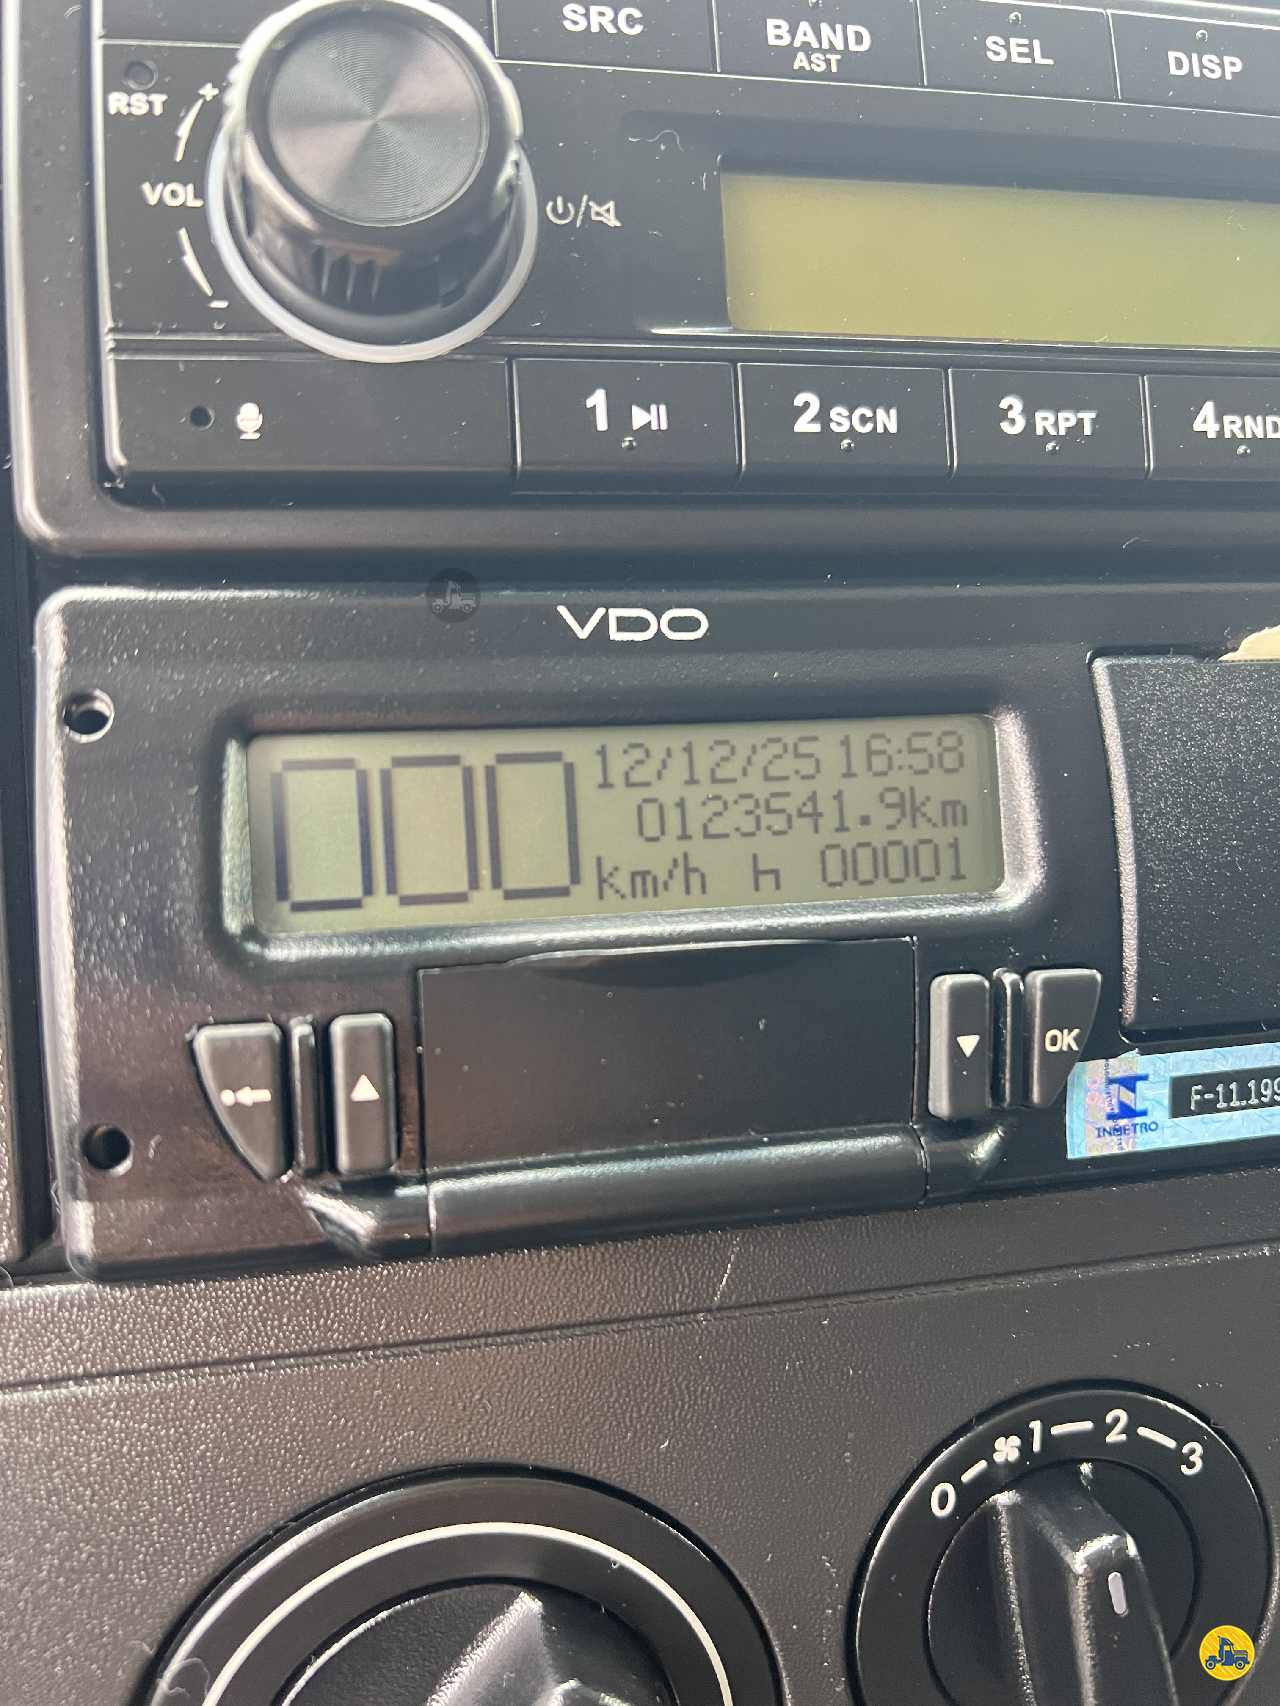 SRC
BAND
AST
SEL
DISP
RST
+
VOL
-
1
2 SCN
3 RPT
4 RND
VDO
000
12/12/25 16:58
0123541.9km
km/h h 00001
OK
INMETRO
F-11.199
0 1 2 3